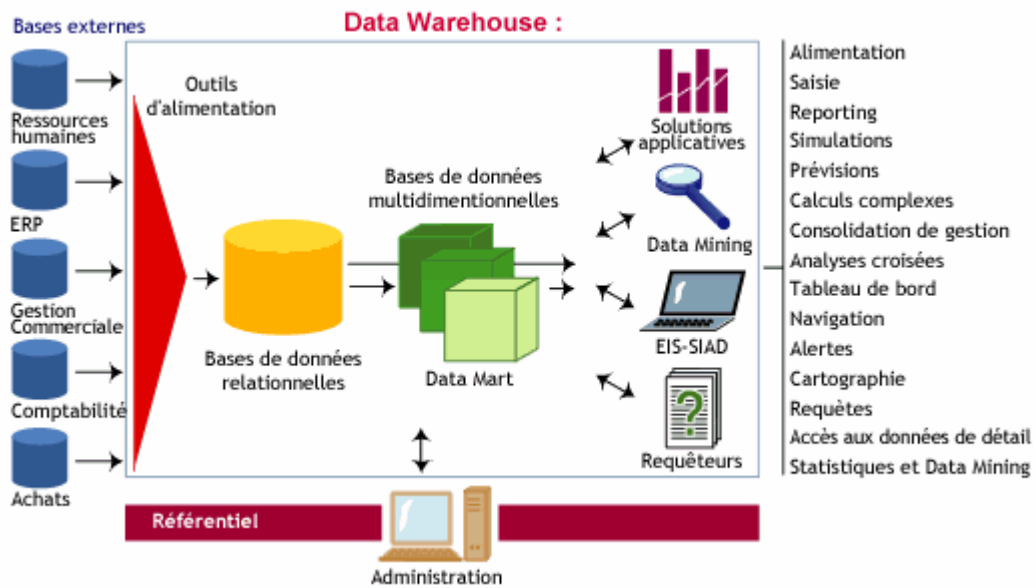 Data Warehouse :
Bases externes
Ressources
humaines
ERP
Gestion
Commerciale
Comptabilité
Achats
Outils
d'alimentation
Bases de données
relationnelles
Bases de données
multidimentionnelles
Data Mart
Solutions
applicatives
Data Mining
EIS-SIAD
?
Requêteurs
Alimentation
Saisie
Reporting
Simulations
Prévisions
Calculs complexes
Consolidation de gestion
Analyses croisées
Tableau de bord
Navigation
Alertes
Cartographie
Requètes
Accès aux données de détail
Statistiques et Data Mining
Référentiel
Administration